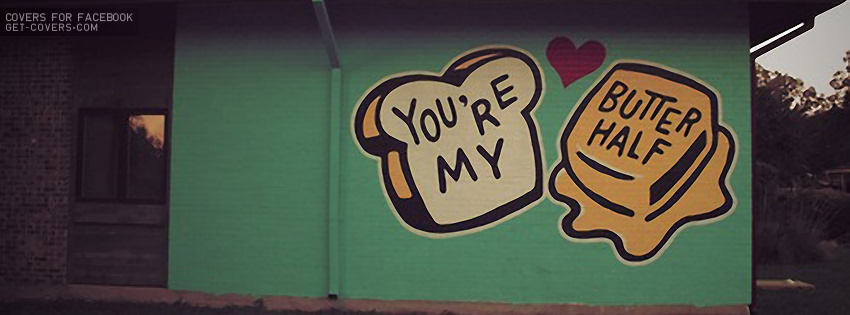 COVERS FOR FACEBOOK
GET-COVERS.COM
YOU'RE
MY
BUTTER
HALF